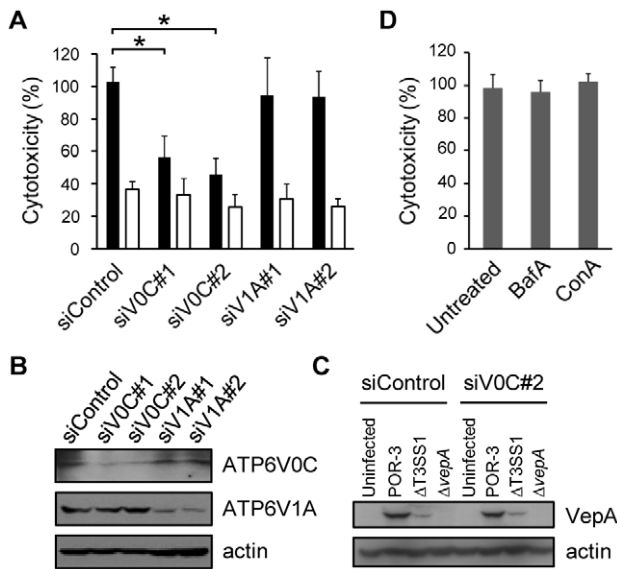 A
* *
Cytotoxicity (%)
120
100
80
60
40
20
0
siControl
siV0C#1
siV0C#2
siV1A#1
siV1A#2
D
Cytotoxicity (%)
120
100
80
60
40
20
0
Untreated
BafA
ConA
B
siControl
siV0C#1
siV0C#2
siV1A#1
siV1A#2
ATP6V0C
ATP6V1A
actin
C
siControl siV0C#2
Uninfected
POR-3
ΔT3SS1
ΔvepA
Uninfected
POR-3
ΔT3SS1
ΔvepA
VepA
actin